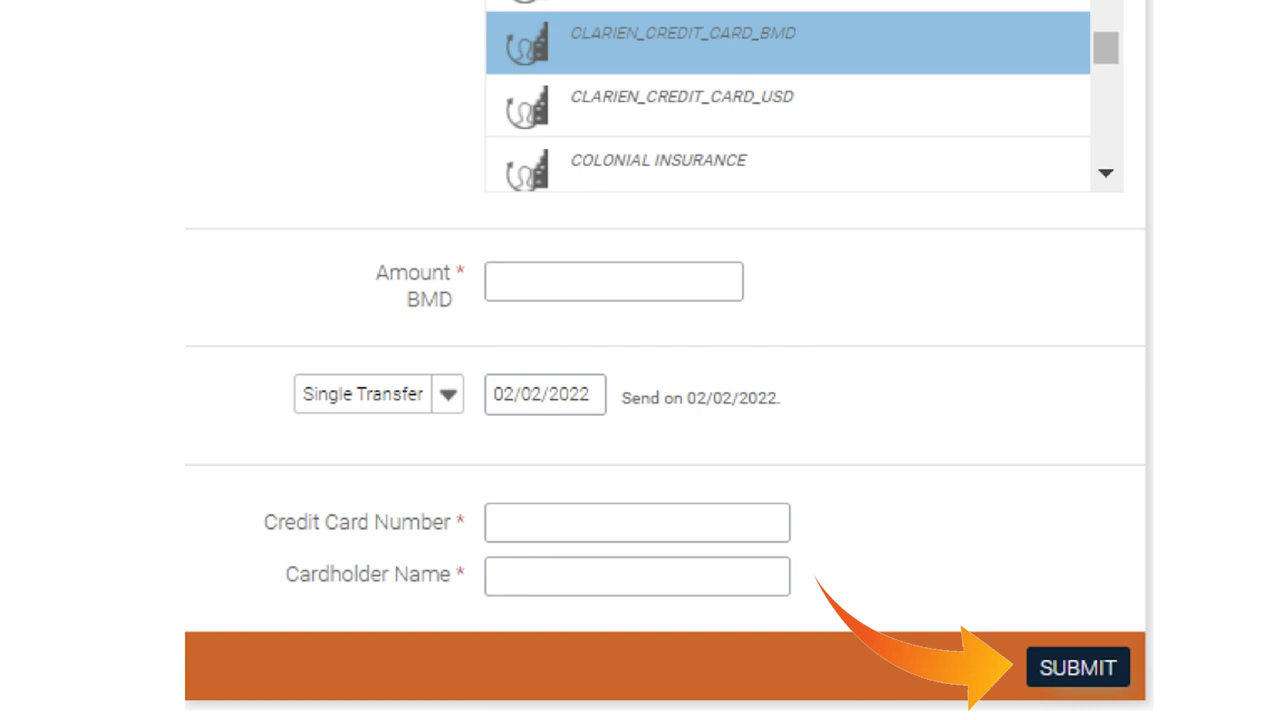 CLARIEN_CREDIT_CARD_BMD
CLARIEN_CREDIT_CARD_USD
COLONIAL INSURANCE
Amount *
BMD
Single Transfer 02/02/2022 Send on 02/02/2022.
Credit Card Number *
Cardholder Name *
SUBMIT